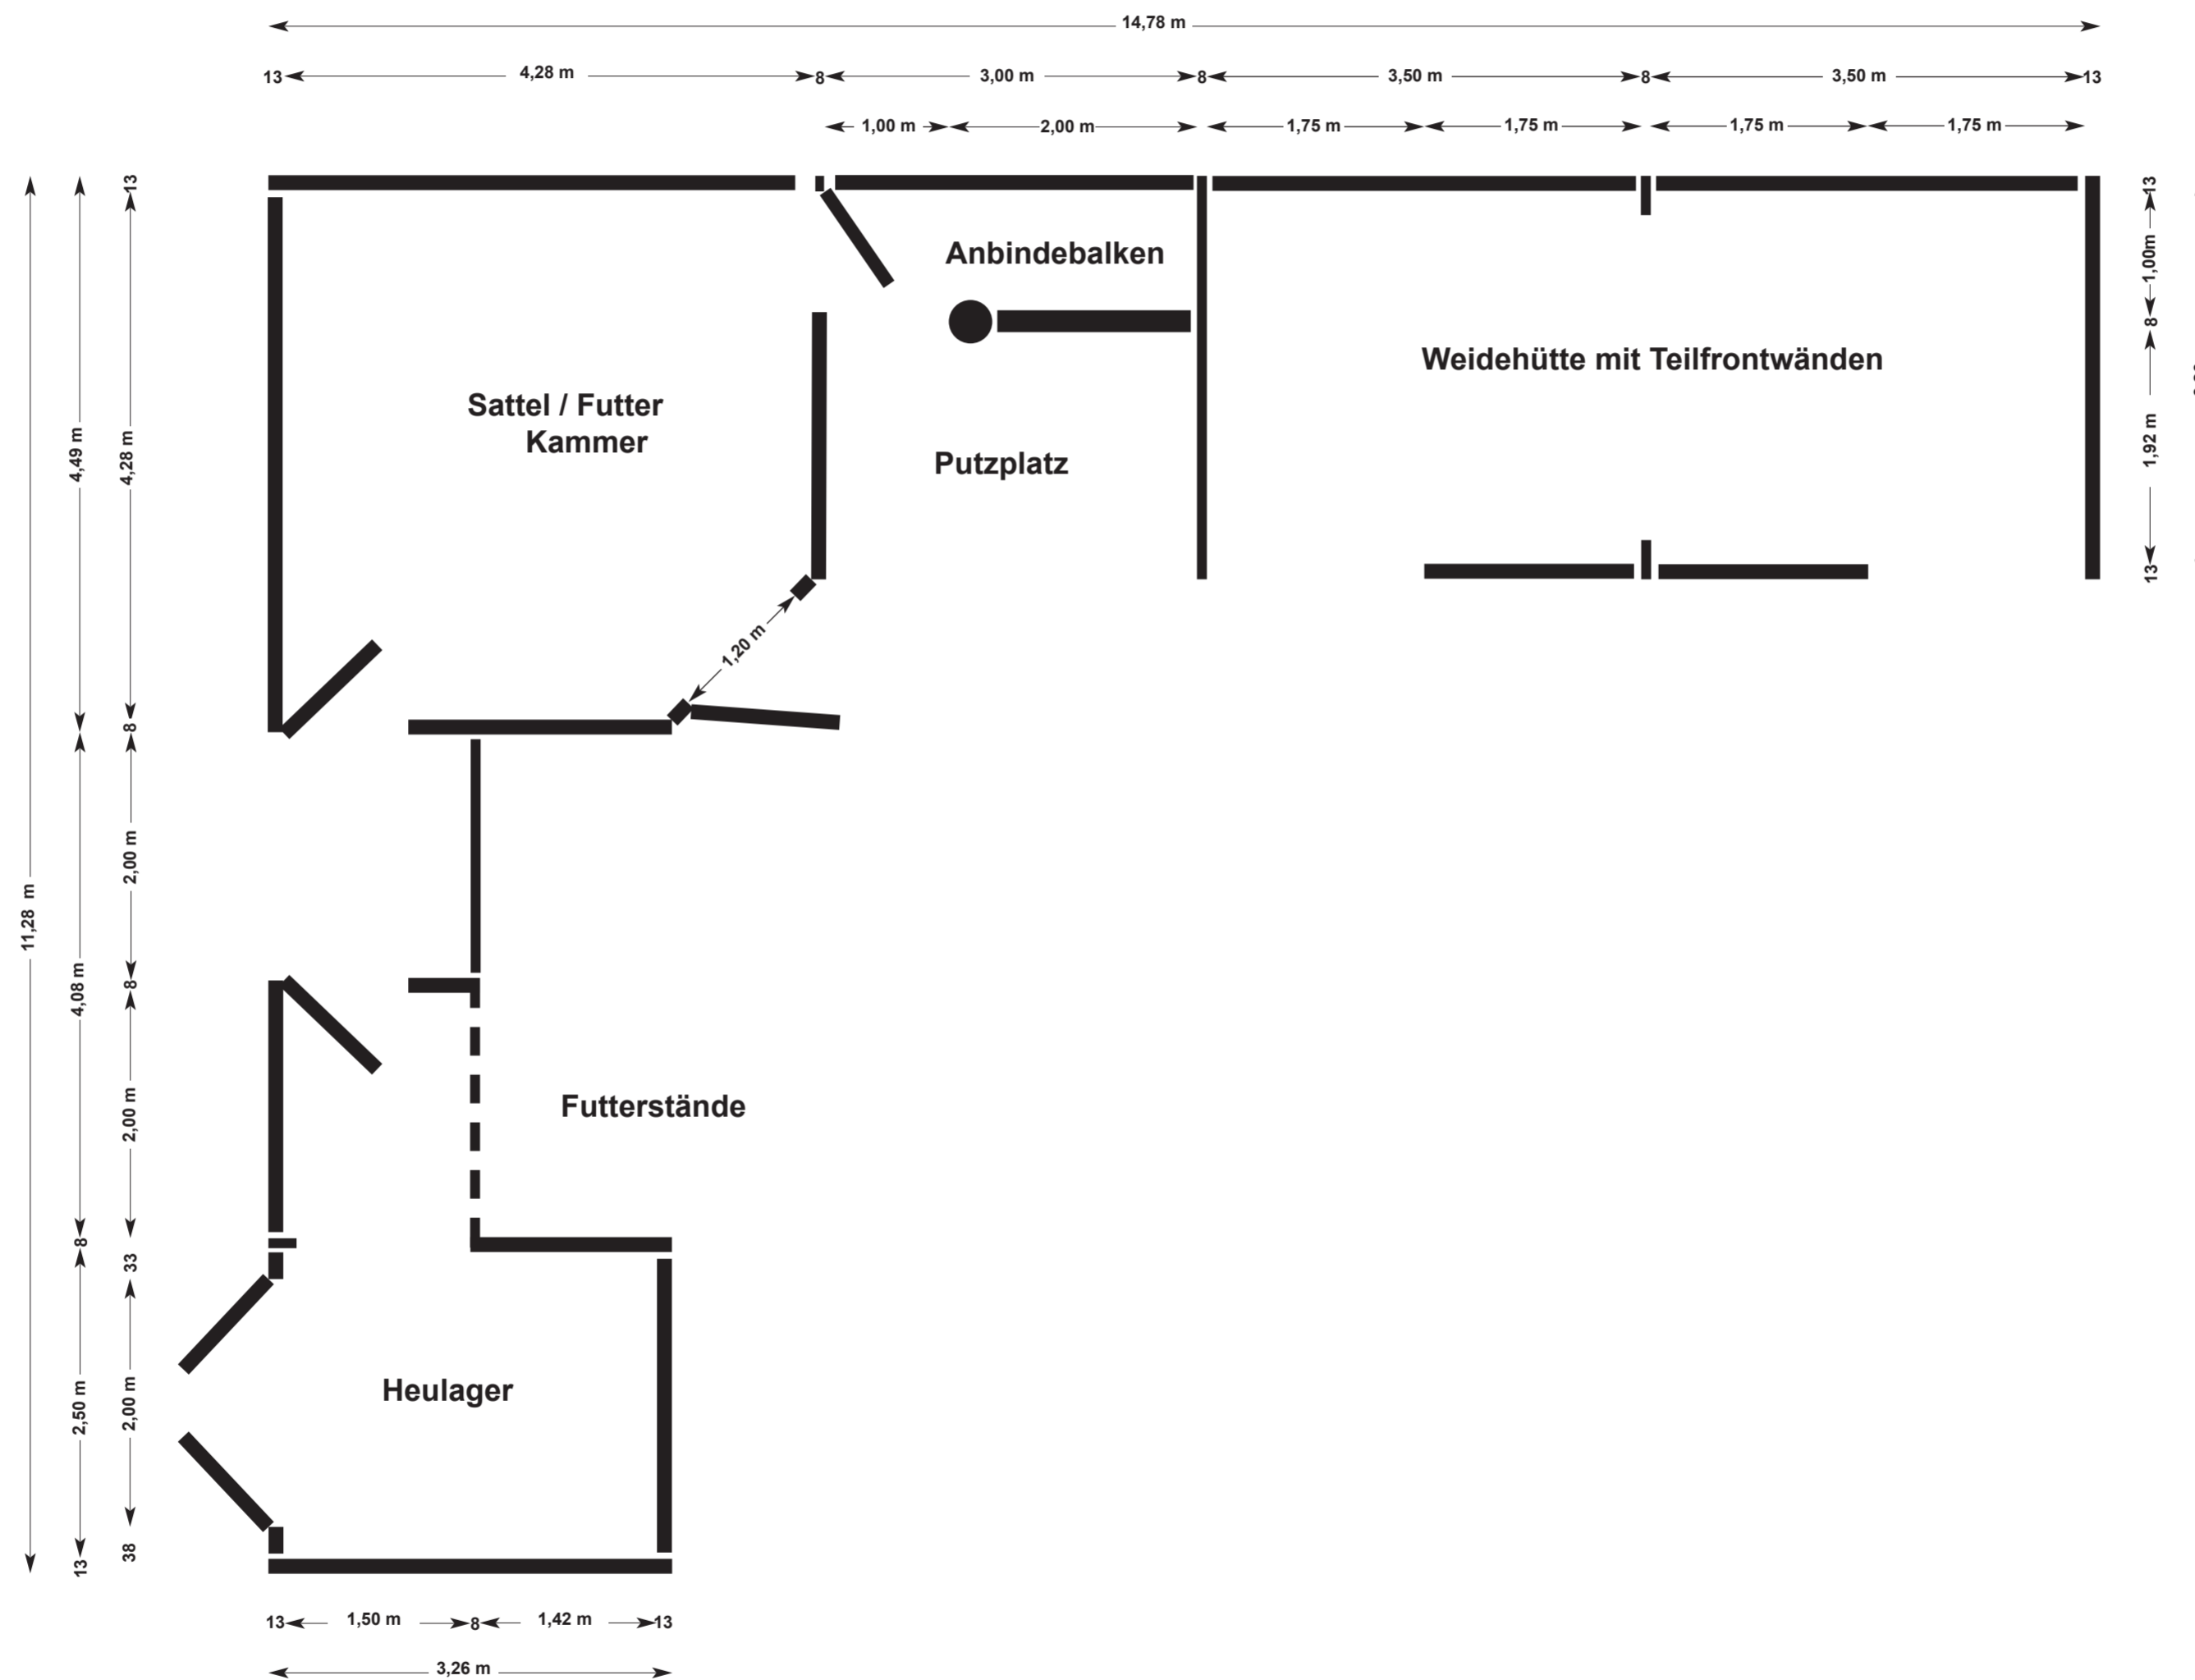 14,78 m
13 4,28 m 8 3,00 m 8 3,50 m 8 3,50 m 13
1,00 m 2,00 m 1,75 m 1,75 m 1,75 m 1,75 m
11,28 m
4,49 m
4,08 m
8
2,50 m
13
13
4,28 m
8
2,00 m
8
2,00 m
33
2,00 m
38
Sattel / Futter
Kammer
Anbindebalken
Putzplatz
Weidehütte mit Teilfrontwänden
13
1,00m
8
1,92 m
13
1,20 m
Futterstände
Heulager
13 1,50 m 8 1,42 m 13
3,26 m